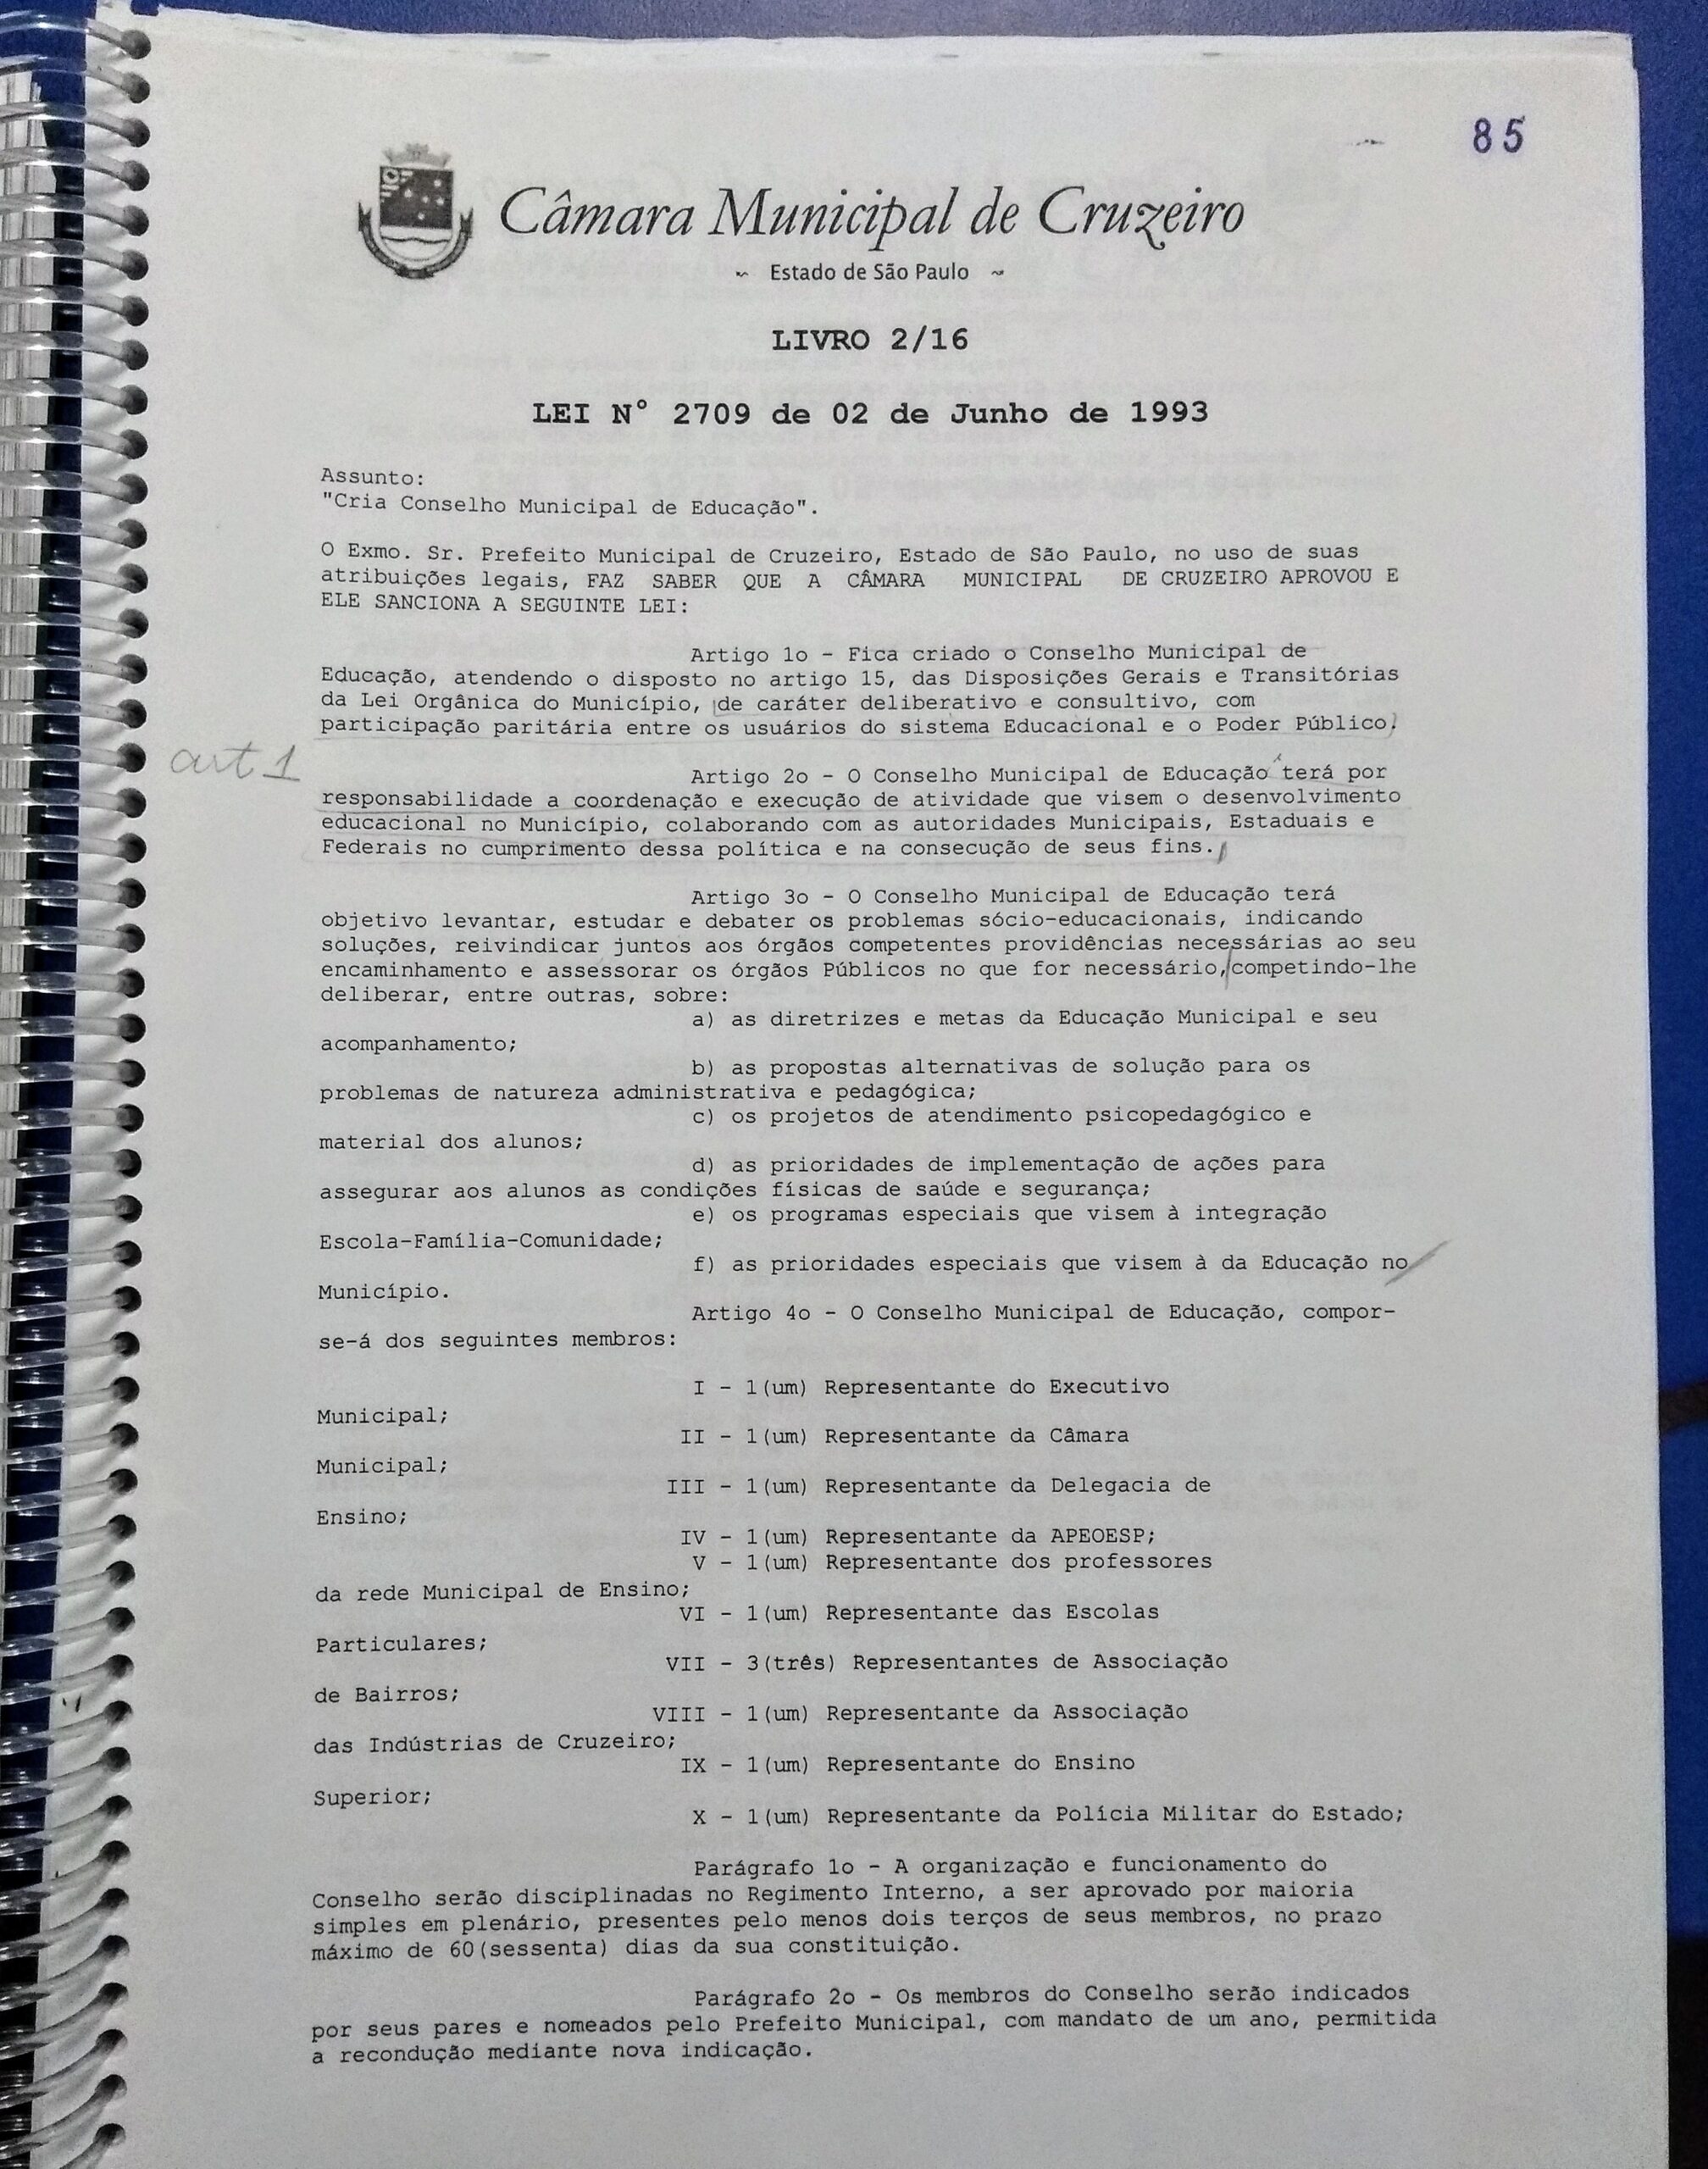 85
Câmara Municipal de Cruzeiro
~ Estado de São Paulo ~
LIVRO 2/16
LEI N° 2709 de 02 de Junho de 1993
Assunto:
"Cria Conselho Municipal de Educação".
O Exmo. Sr. Prefeito Municipal de Cruzeiro, Estado de São Paulo, no uso de suas
atribuições legais, FAZ SABER QUE A CÂMARA MUNICIPAL DE CRUZEIRO APROVOU E
ELE SANCIONA A SEGUINTE LEI:
Artigo 1o - Fica criado o Conselho Municipal de
Educação, atendendo o disposto no artigo 15, das Disposições Gerais e Transitórias
da Lei Orgânica do Município, de caráter deliberativo e consultivo, com
participação paritária entre os usuários do sistema Educacional e o Poder Público.
art 1
Artigo 2o - O Conselho Municipal de Educação terá por
responsabilidade a coordenação e execução de atividade que visem o desenvolvimento
educacional no Município, colaborando com as autoridades Municipais, Estaduais e
Federais no cumprimento dessa política e na consecução de seus fins.
Artigo 3o - O Conselho Municipal de Educação terá
objetivo levantar, estudar e debater os problemas sócio-educacionais, indicando
soluções, reivindicar juntos aos órgãos competentes providências necessárias ao seu
encaminhamento e assessorar os órgãos Públicos no que for necessário, competindo-lhe
deliberar, entre outras, sobre:
a) as diretrizes e metas da Educação Municipal e seu
acompanhamento;
b) as propostas alternativas de solução para os
problemas de natureza administrativa e pedagógica;
c) os projetos de atendimento psicopedagógico e
material dos alunos;
d) as prioridades de implementação de ações para
assegurar aos alunos as condições físicas de saúde e segurança;
e) os programas especiais que visem à integração
Escola-Família-Comunidade;
f) as prioridades especiais que visem à da Educação no
Município.
Artigo 4o - O Conselho Municipal de Educação, compor-
se-á dos seguintes membros:
I - 1(um) Representante do Executivo
Municipal;
II - 1(um) Representante da Câmara
Municipal;
III - 1(um) Representante da Delegacia de
Ensino;
IV - 1(um) Representante da APEOESP;
V - 1(um) Representante dos professores
da rede Municipal de Ensino;
VI - 1(um) Representante das Escolas
Particulares;
VII - 3(três) Representantes de Associação
de Bairros;
VIII - 1(um) Representante da Associação
das Indústrias de Cruzeiro;
IX - 1(um) Representante do Ensino
Superior;
X - 1(um) Representante da Polícia Militar do Estado;
Parágrafo 1o - A organização e funcionamento do
Conselho serão disciplinadas no Regimento Interno, a ser aprovado por maioria
simples em plenário, presentes pelo menos dois terços de seus membros, no prazo
máximo de 60(sessenta) dias da sua constituição.
Parágrafo 2o - Os membros do Conselho serão indicados
por seus pares e nomeados pelo Prefeito Municipal, com mandato de um ano, permitida
a recondução mediante nova indicação.